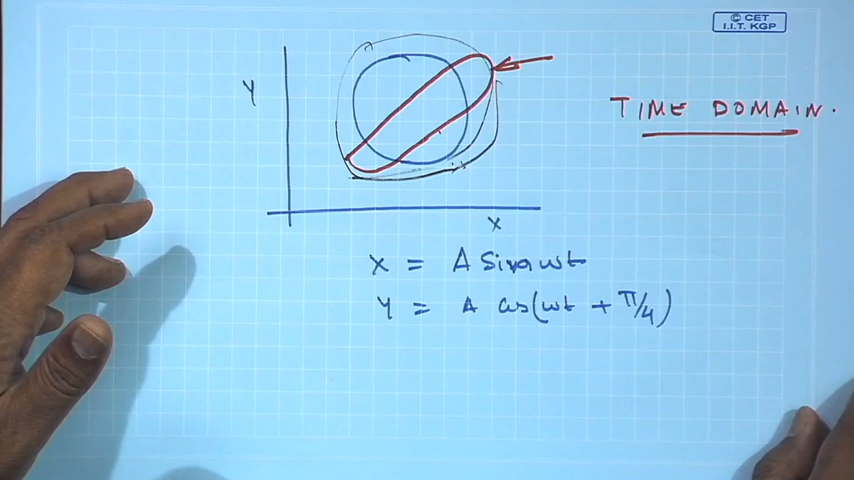 © CET
I.I.T. KGP
Y
TIME DOMAIN.
X
X = A Sin ωt
Y = A Cos(ωt + π/4)